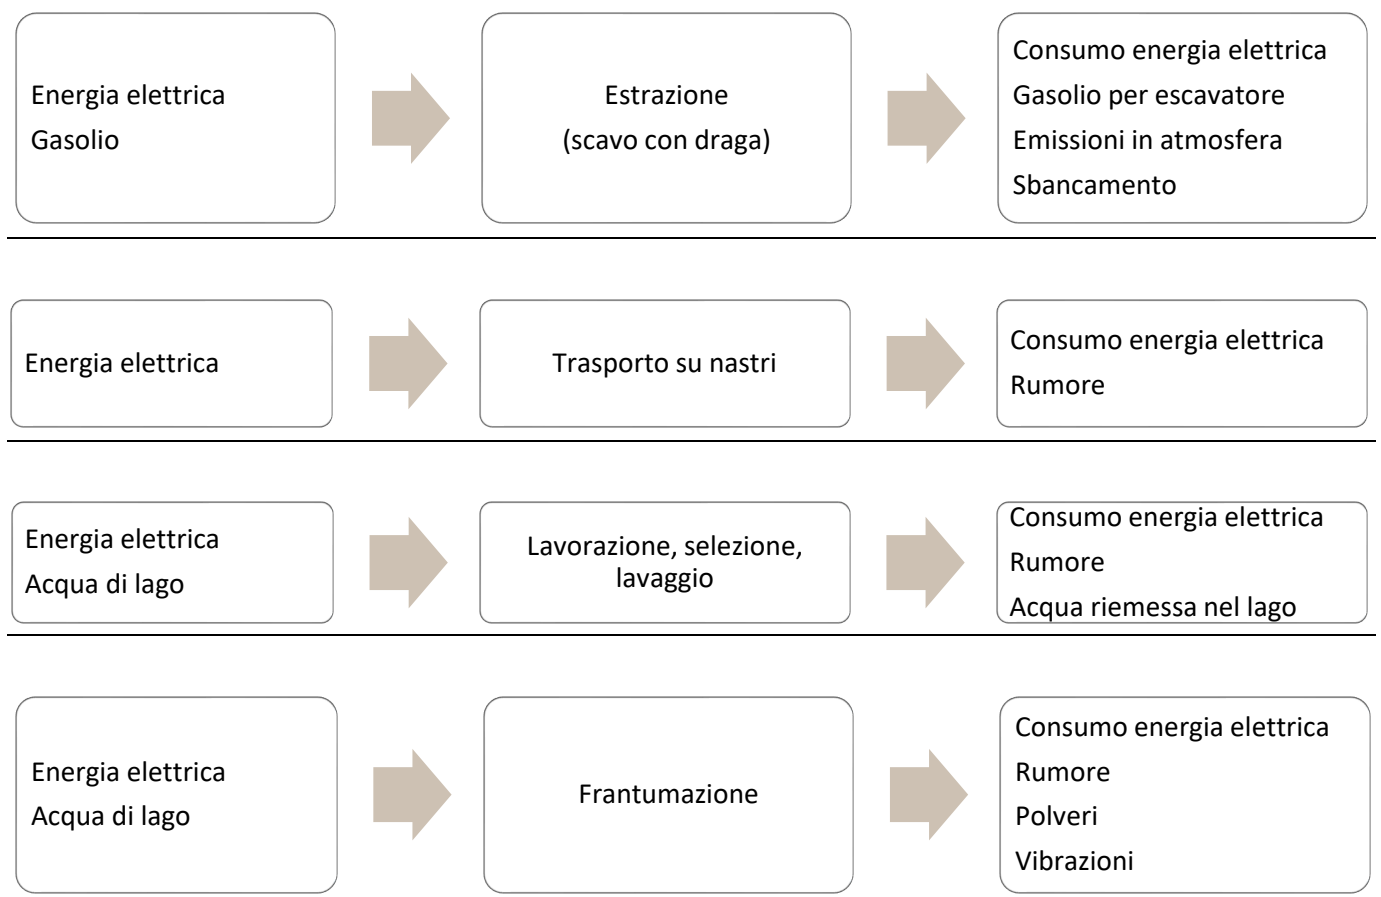 Energia elettrica
Gasolio
Estrazione
(scavo con draga)
Consumo energia elettrica
Gasolio per escavatore
Emissioni in atmosfera
Sbancamento
Energia elettrica
Trasporto su nastri
Consumo energia elettrica
Rumore
Energia elettrica
Acqua di lago
Lavorazione, selezione,
lavaggio
Consumo energia elettrica
Rumore
Acqua riemessa nel lago
Energia elettrica
Acqua di lago
Frantumazione
Consumo energia elettrica
Rumore
Polveri
Vibrazioni